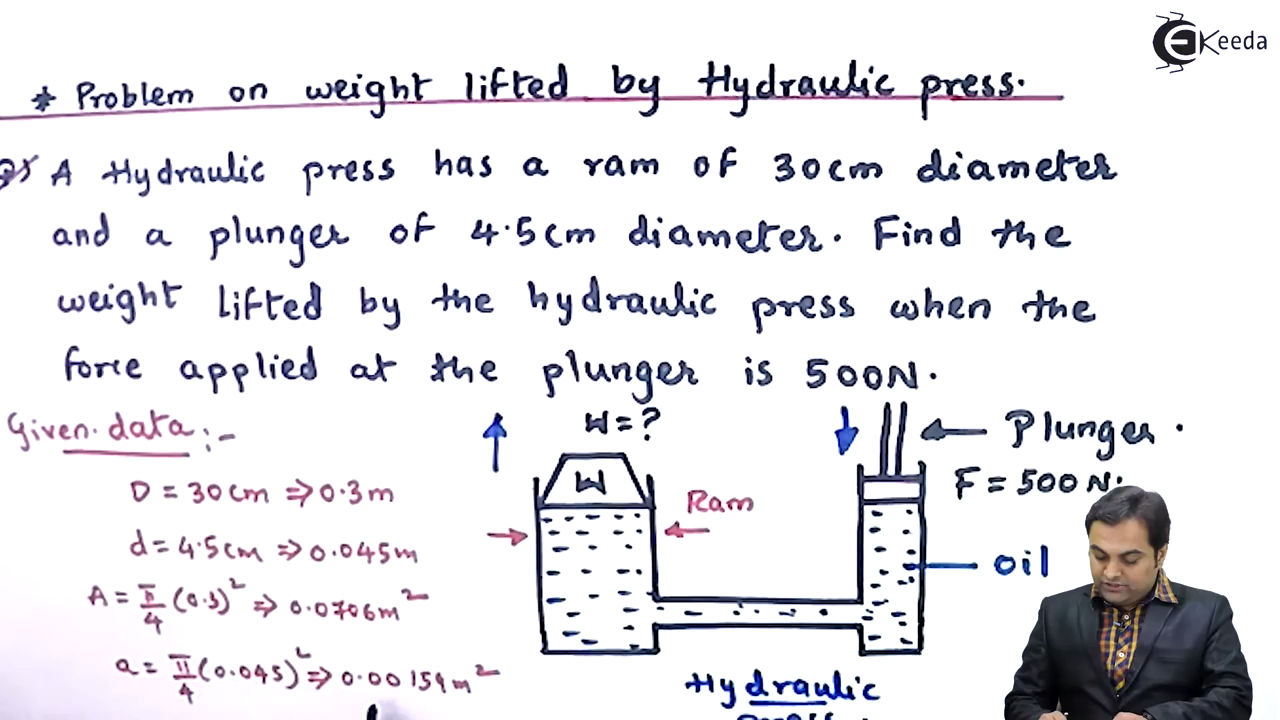 EKeeda
* Problem on weight lifted by Hydraulic press.
A Hydraulic press has a ram of 30cm diameter
and a plunger of 4.5cm diameter. Find the
weight lifted by the hydraulic press when the
force applied at the plunger is 500N.
Given data :-
D = 30cm ⇒ 0.3m
d = 4.5cm ⇒ 0.045m
A = π/4 (0.3)² ⇒ 0.0706m²
a = π/4 (0.045)² ⇒ 0.00159m²
W = ?
W
Ram
Plunger.
F = 500N.
oil
Hydraulic